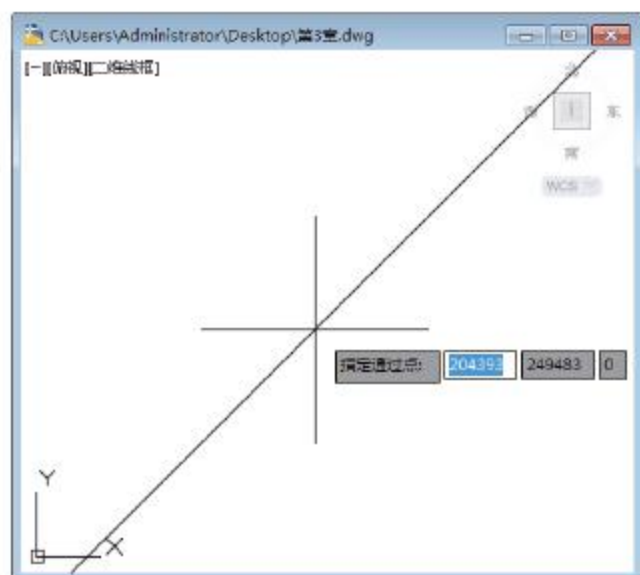 C:\Users\Administrator\Desktop\第3章.dwg
[-][俯视][二维线框]
北
西
上
东
南
WCS
指定通过点:
204393
249483
0
Y
X